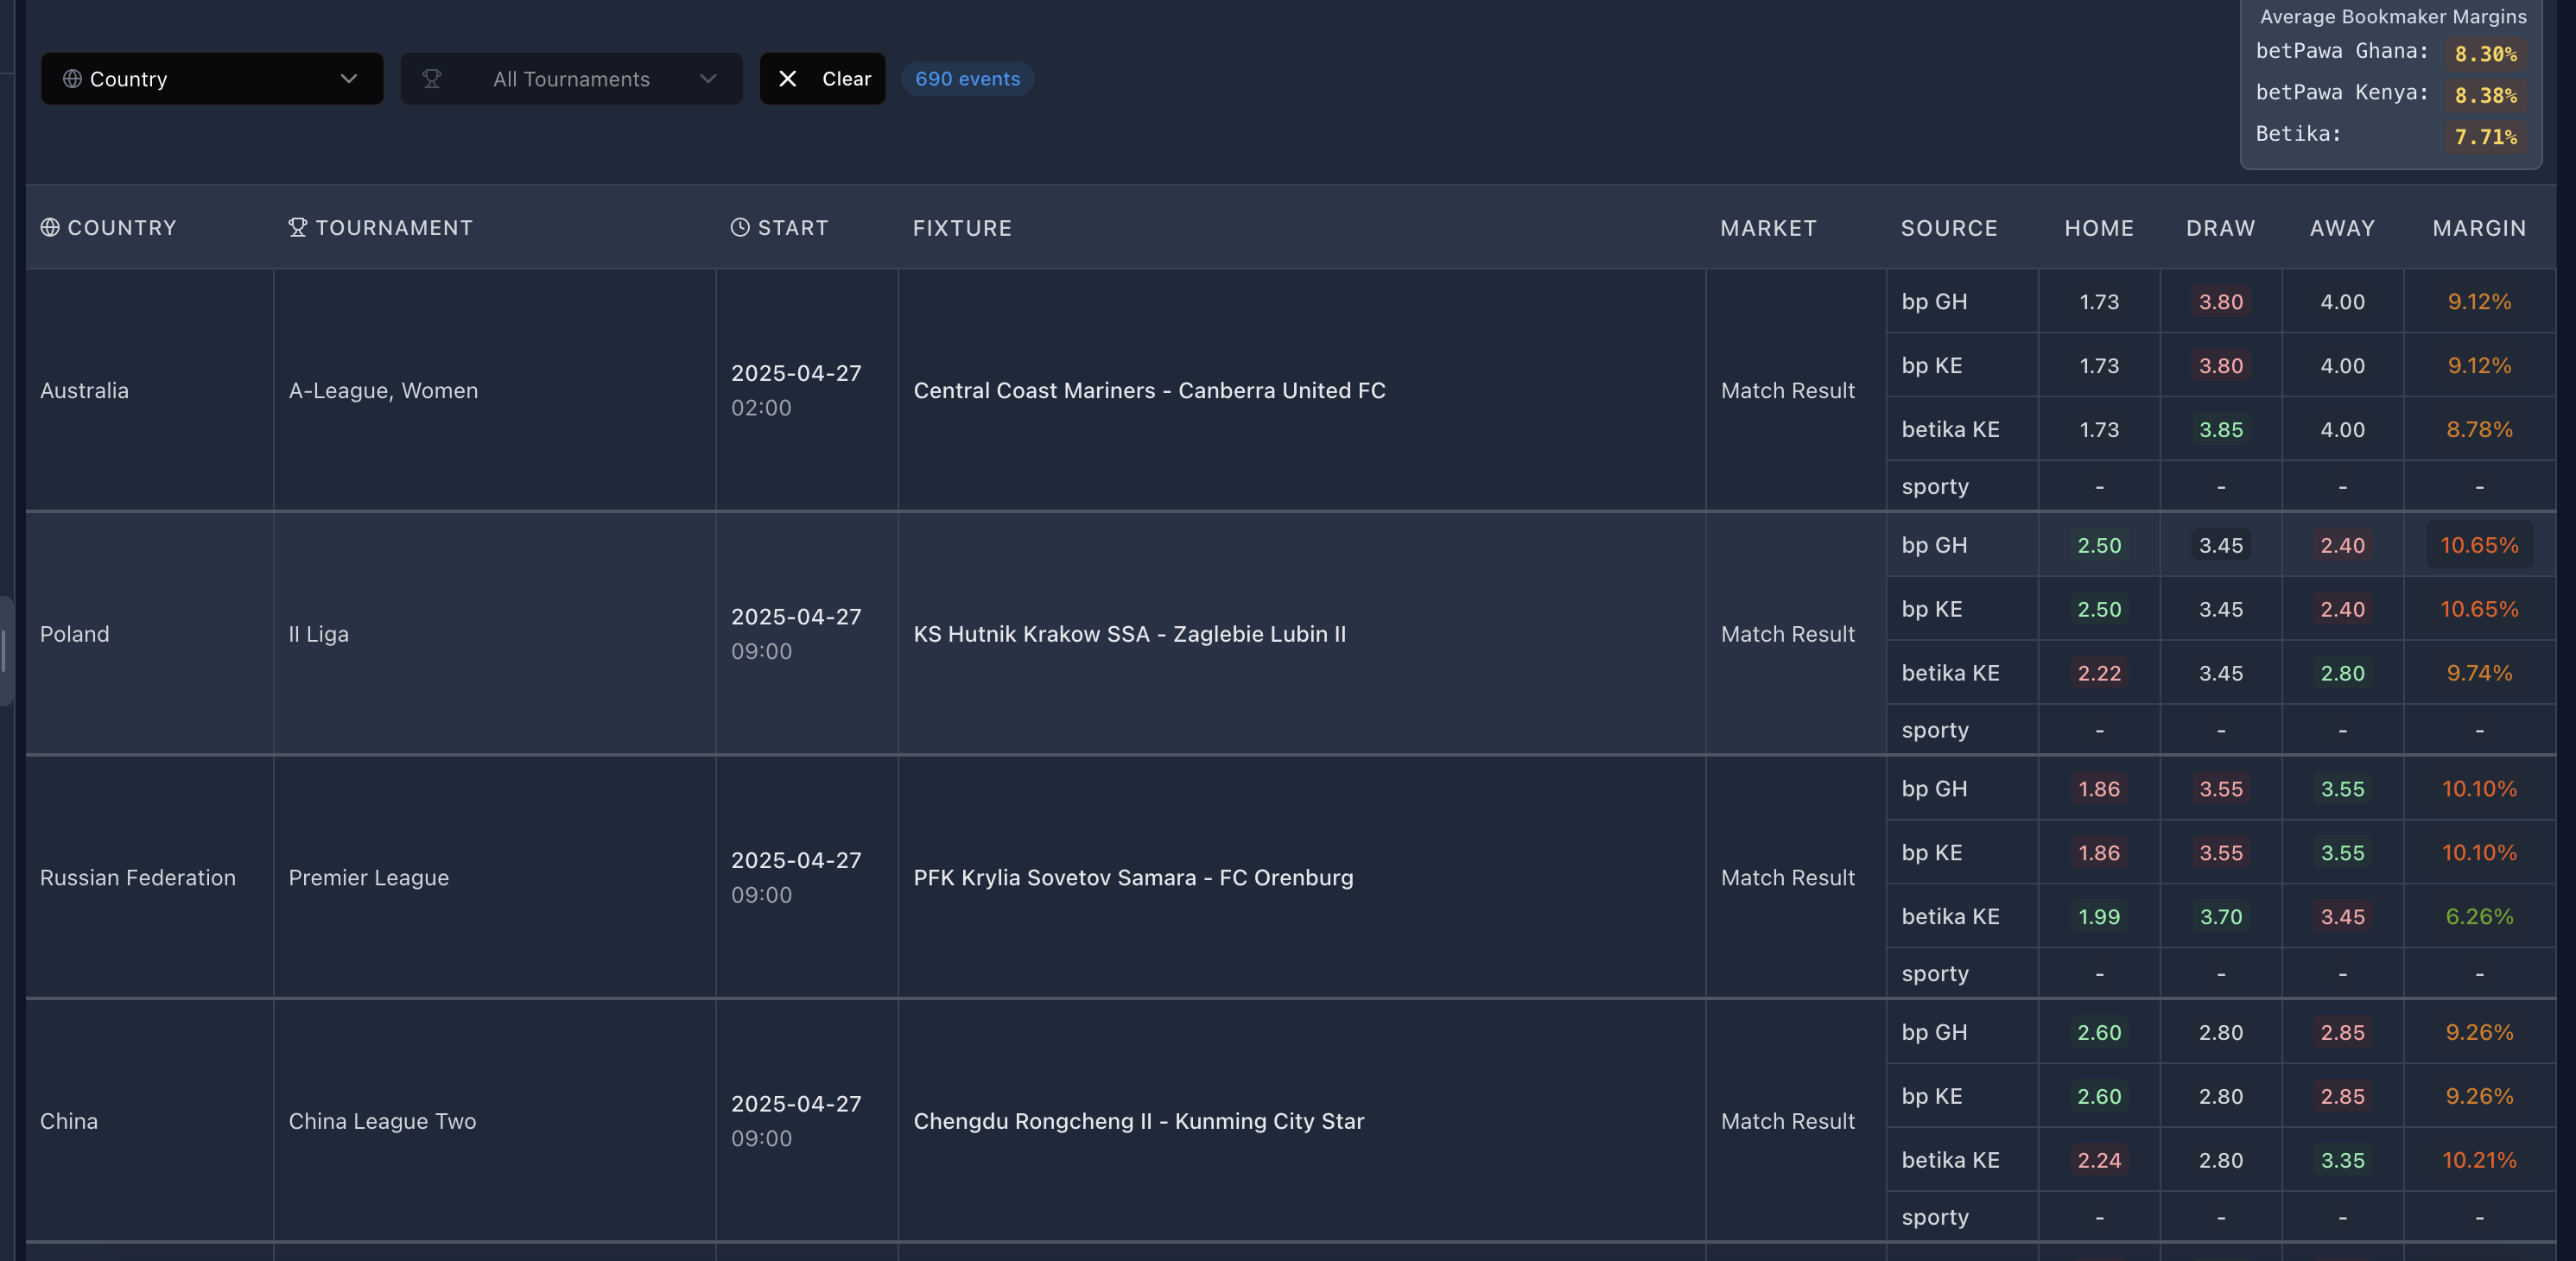 Average Bookmaker Margins
betPawa Ghana: 8.30%
betPawa Kenya: 8.38%
Betika: 7.71%
Country All Tournaments Clear 690 events
COUNTRY TOURNAMENT START FIXTURE MARKET SOURCE HOME DRAW AWAY MARGIN
Australia A-League, Women 2025-04-27 02:00 Central Coast Mariners - Canberra United FC Match Result
bp GH 1.73 3.80 4.00 9.12%
bp KE 1.73 3.80 4.00 9.12%
betika KE 1.73 3.85 4.00 8.78%
sporty - - - -
Poland II Liga 2025-04-27 09:00 KS Hutnik Krakow SSA - Zaglebie Lubin II Match Result
bp GH 2.50 3.45 2.40 10.65%
bp KE 2.50 3.45 2.40 10.65%
betika KE 2.22 3.45 2.80 9.74%
sporty - - - -
Russian Federation Premier League 2025-04-27 09:00 PFK Krylia Sovetov Samara - FC Orenburg Match Result
bp GH 1.86 3.55 3.55 10.10%
bp KE 1.86 3.55 3.55 10.10%
betika KE 1.99 3.70 3.45 6.26%
sporty - - - -
China China League Two 2025-04-27 09:00 Chengdu Rongcheng II - Kunming City Star Match Result
bp GH 2.60 2.80 2.85 9.26%
bp KE 2.60 2.80 2.85 9.26%
betika KE 2.24 2.80 3.35 10.21%
sporty - - - -